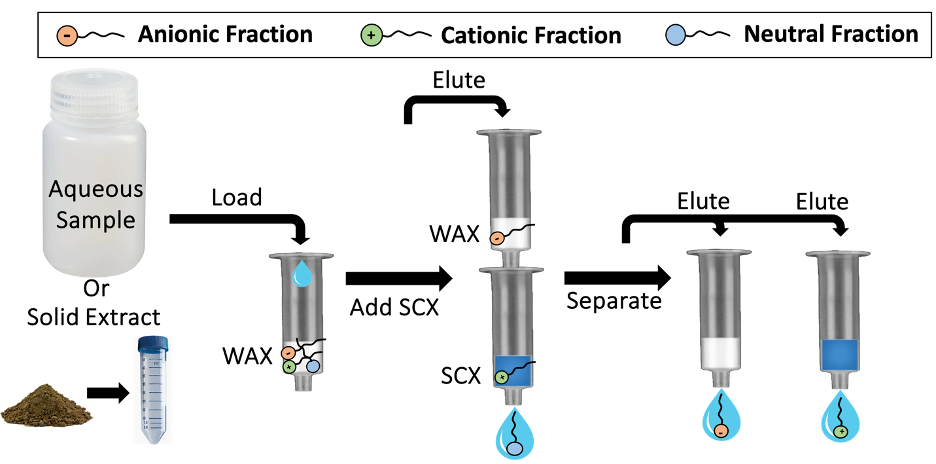 Anionic Fraction
Cationic Fraction
Neutral Fraction
Elute
Aqueous
Sample
Load
Or
Solid Extract
WAX
Add SCX
WAX
SCX
Separate
Elute
Elute